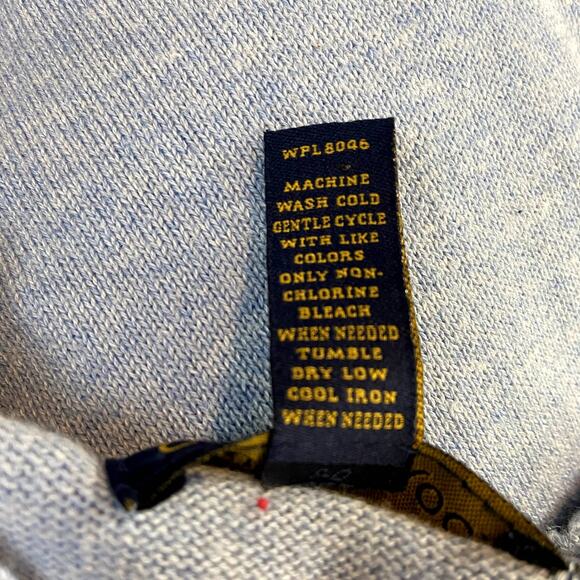 WPL8046
MACHINE
WASH COLD
GENTLE CYCLE
WITH LIKE
COLORS
ONLY NON-
CHLORINE
BLEACH
WHEN NEEDED
TUMBLE
DRY LOW
COOL IRON
WHEN NEEDED